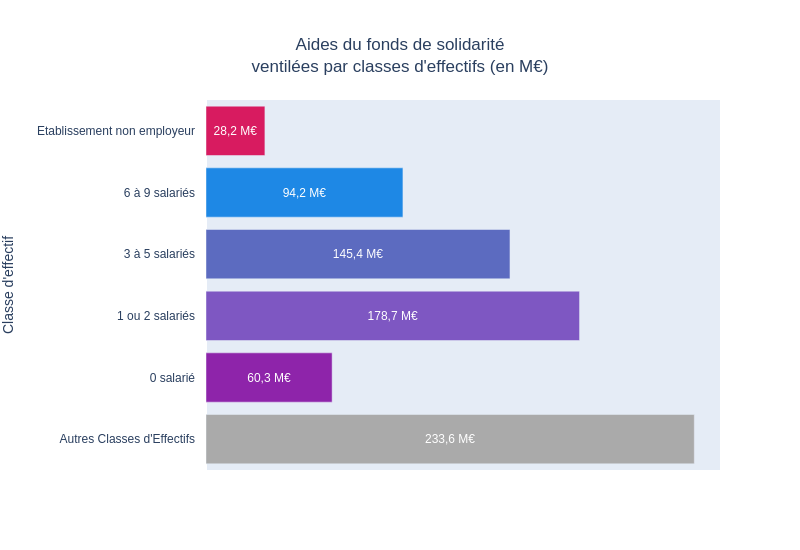 Aides du fonds de solidarité
ventilées par classes d'effectifs (en M€)
Classe d'effectif
Etablissement non employeur
28,2 M€
6 à 9 salariés
94,2 M€
3 à 5 salariés
145,4 M€
1 ou 2 salariés
178,7 M€
0 salarié
60,3 M€
Autres Classes d'Effectifs
233,6 M€